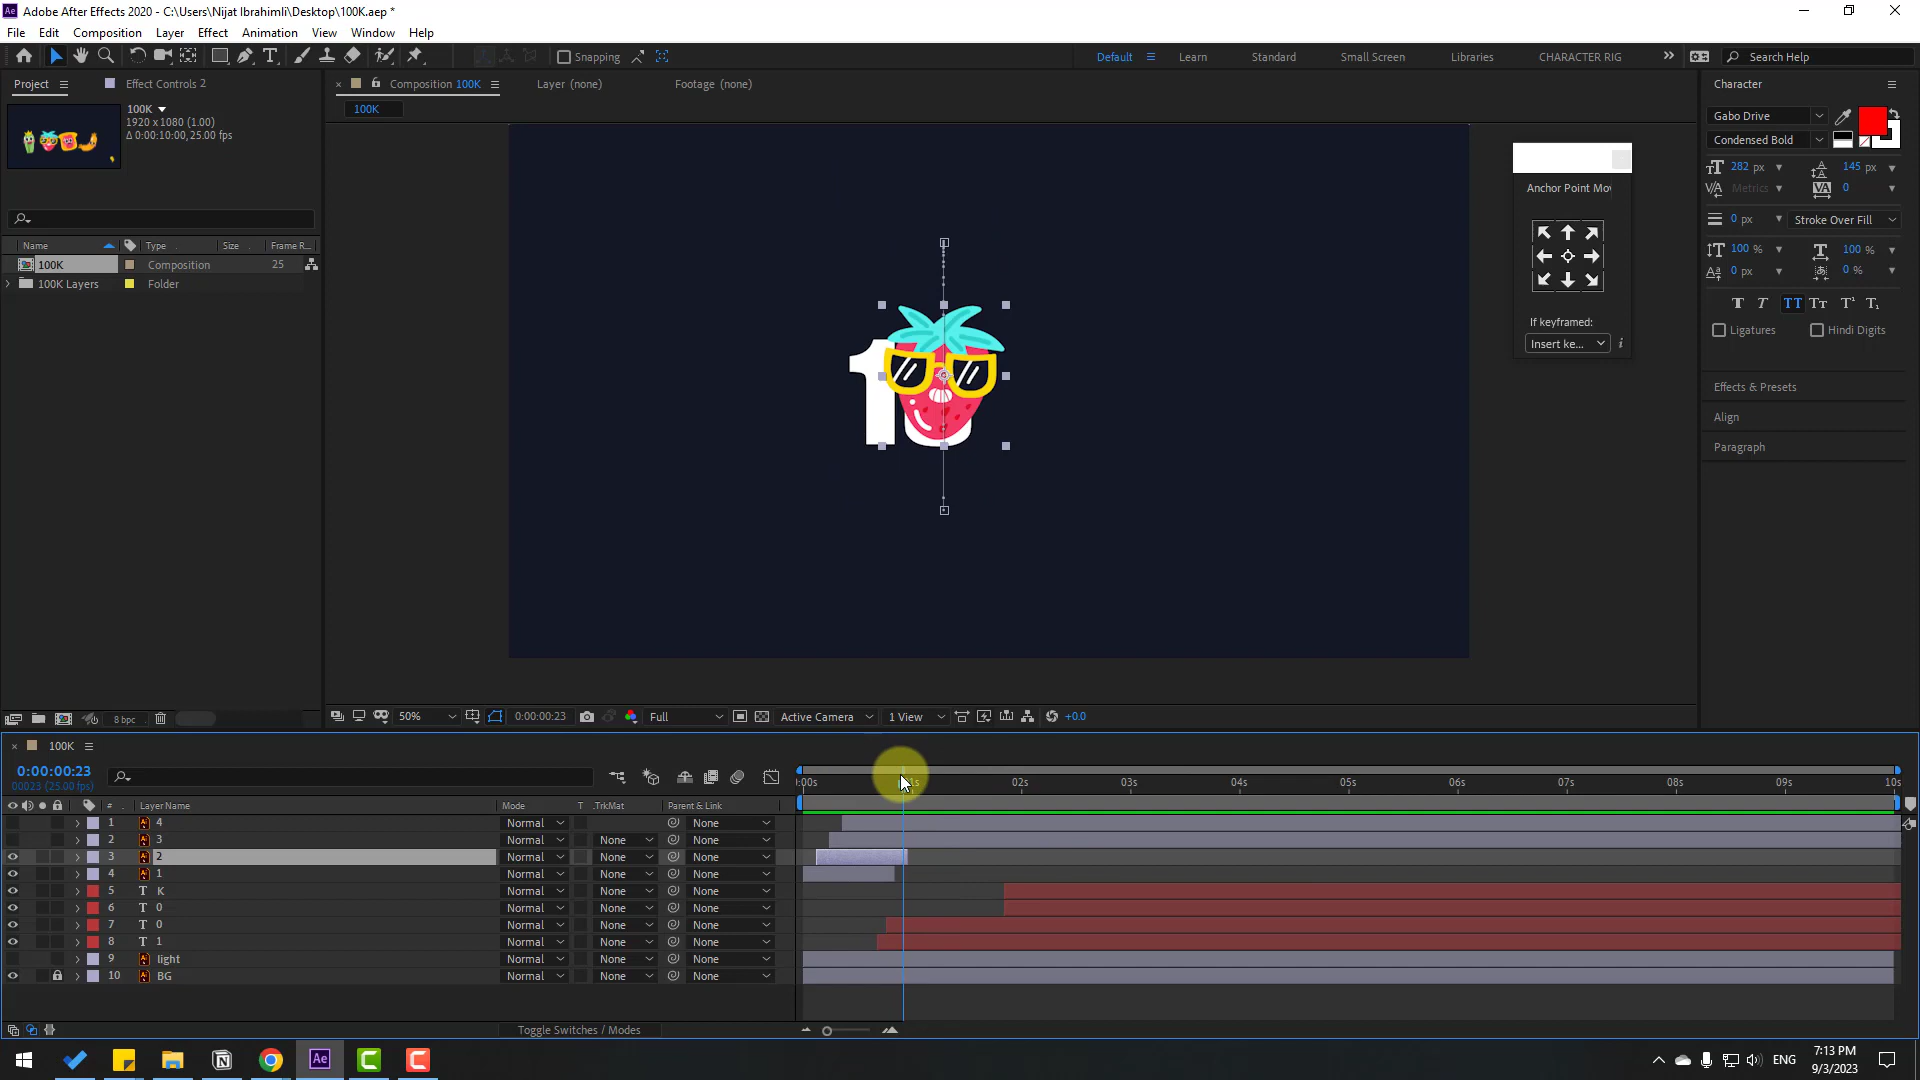 Adobe After Effects 2020 - C:\Users\Nijat Ibrahimli\Desktop\100K.aep *
File Edit Composition Layer Effect Animation View Window Help
Snapping
Default Learn Standard Small Screen Libraries CHARACTER RIG Search Help
Project Effect Controls 2
Composition 100K Layer (none) Footage (none)
Character
100K
1920 x 1080 (1.00)
Δ 0:00:10:00, 25.00 fps
100K
Gabo Drive
Condensed Bold
282 px 145 px
Metrics 0
0 px Stroke Over Fill
100 % 100 %
0 px 0 %
Ligatures Hindi Digits
Effects & Presets
Align
Paragraph
Anchor Point Mov
If keyframed:
Insert ke...
Name Type Size Frame R...
100K Composition 25
100K Layers Folder
1
8 bpc
50% 0:00:00:23 Full Active Camera 1 View +0.0
100K
0:00:00:23
00023 (25.00 fps)
:00s 02s 03s 04s 05s 06s 07s 08s 09s 10s
# Layer Name Mode T .TrkMat Parent & Link
1 4 Normal None
2 3 Normal None None
3 2 Normal None None
4 1 Normal None None
5 T K Normal None None
6 T 0 Normal None None
7 T 0 Normal None None
8 T 1 Normal None None
9 light Normal None None
10 BG Normal None None
Toggle Switches / Modes
Ae
ENG
7:13 PM
9/3/2023